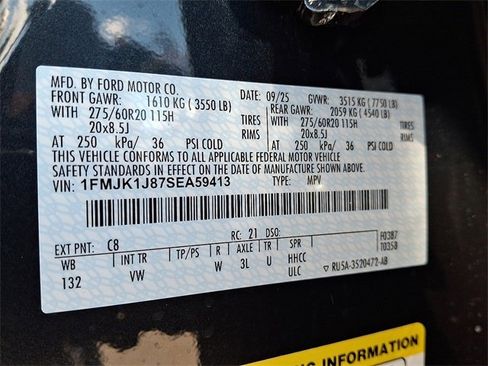 MFD. BY FORD MOTOR CO.
DATE: 09/25 GVWR: 3515 KG (7750 LB)
FRONT GAWR: 1610 KG (3550 LB) REAR GAWR: 2059 KG (4540 LB)
WITH 275/60R20 115H TIRES WITH 275/60R20 115H TIRES
20x8.5J RIMS 20x8.5J RIMS
AT 250 kPa/ 36 PSI COLD AT 250 kPa/ 36 PSI COLD
THIS VEHICLE CONFORMS TO ALL APPLICABLE FEDERAL MOTOR VEHICLE
SAFETY STANDARDS IN EFFECT ON THE DATE OF MANUFACTURE SHOWN ABOVE.
VIN: 1FMJK1J87SEA59413 TYPE: MPV
EXT PNT: C8 RC: 21 DSO: F0387
WB INT TR TP/PS R AXLE TR SPR T0358
132 VW W 3L U HHCC
ULC ▽ RU5A-3520472-AB
NG INFORMATION